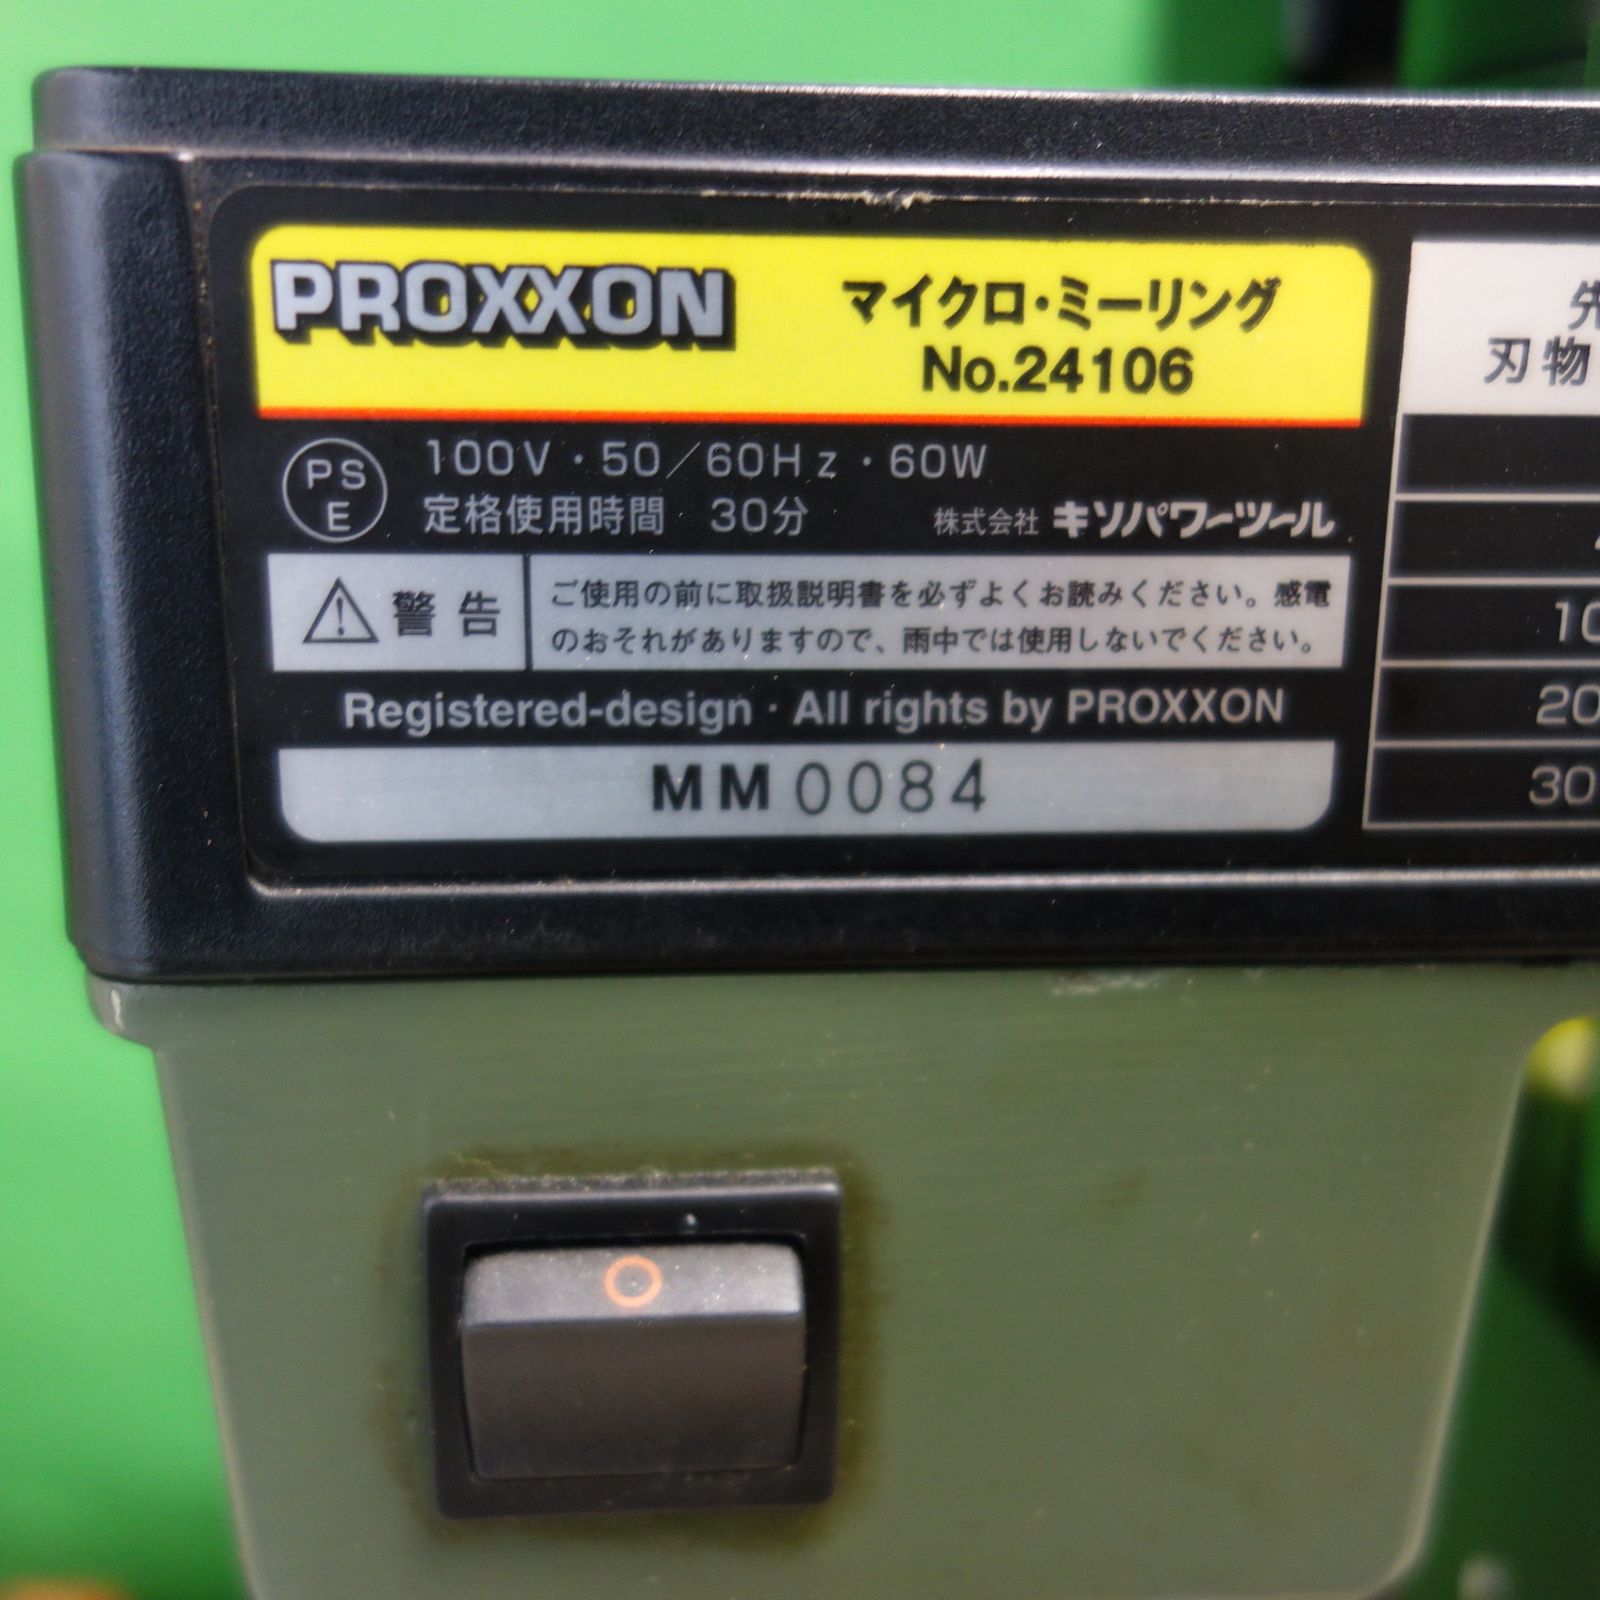 PROXXON
マイクロ・ミーリング
No.24106
PSE
100V・50／60Hz・60W
定格使用時間 30分
株式会社 キソパワーツール
警告
ご使用の前に取扱説明書を必ずよくお読みください。感電
のおそれがありますので、雨中では使用しないでください。
Registered-design・All rights by PROXXON
MM0084
刃物
10
20
30